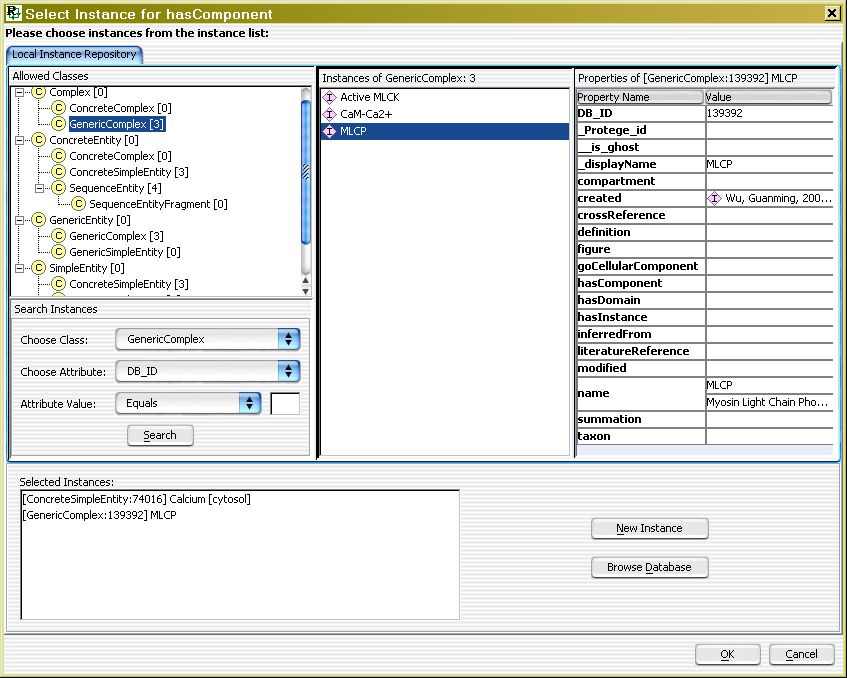 Select Instance for hasComponent
Please choose instances from the instance list:
Local Instance Repository
Allowed Classes
Complex [0]
ConcreteComplex [0]
GenericComplex [3]
ConcreteEntity [0]
ConcreteComplex [0]
ConcreteSimpleEntity [3]
SequenceEntity [4]
SequenceEntityFragment [0]
GenericEntity [0]
GenericComplex [3]
GenericSimpleEntity [0]
SimpleEntity [0]
ConcreteSimpleEntity [3]
Search Instances
Choose Class: GenericComplex
Choose Attribute: DB_ID
Attribute Value: Equals
Search
Instances of GenericComplex: 3
Active MLCK
CaM-Ca2+
MLCP
Properties of [GenericComplex:139392] MLCP
Property Name Value
DB_ID 139392
_Protege_id
__is_ghost
_displayName MLCP
compartment
created Wu, Guanming, 200...
crossReference
definition
figure
goCellularComponent
hasComponent
hasDomain
hasInstance
inferredFrom
literatureReference
modified
name MLCP
Myosin Light Chain Pho...
summation
taxon
Selected Instances:
[ConcreteSimpleEntity:74016] Calcium [cytosol]
[GenericComplex:139392] MLCP
New Instance
Browse Database
OK Cancel